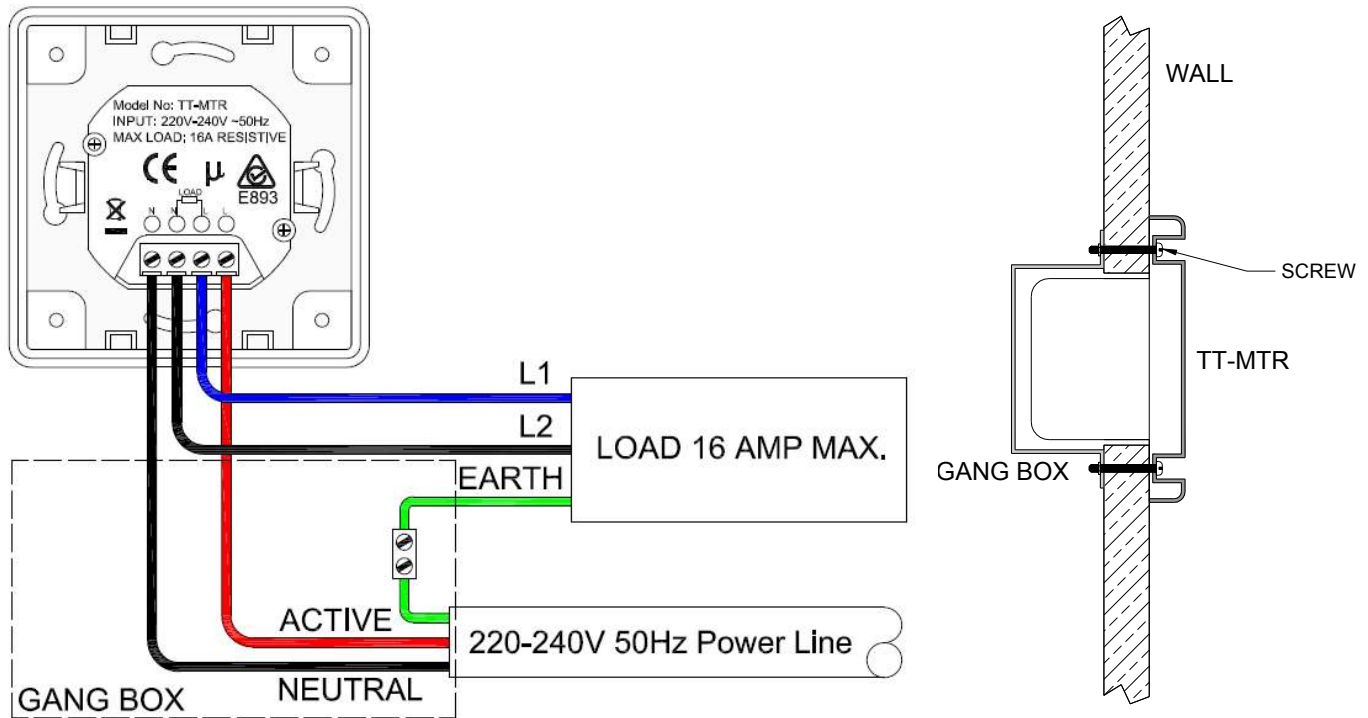 Model No: TT-MTR
INPUT: 220V-240V ~50Hz
MAX LOAD; 16A RESISTIVE
CE µ
E893
LOAD
N N L L
L1
L2
EARTH
LOAD 16 AMP MAX.
ACTIVE
220-240V 50Hz Power Line
NEUTRAL
GANG BOX
WALL
SCREW
TT-MTR
GANG BOX